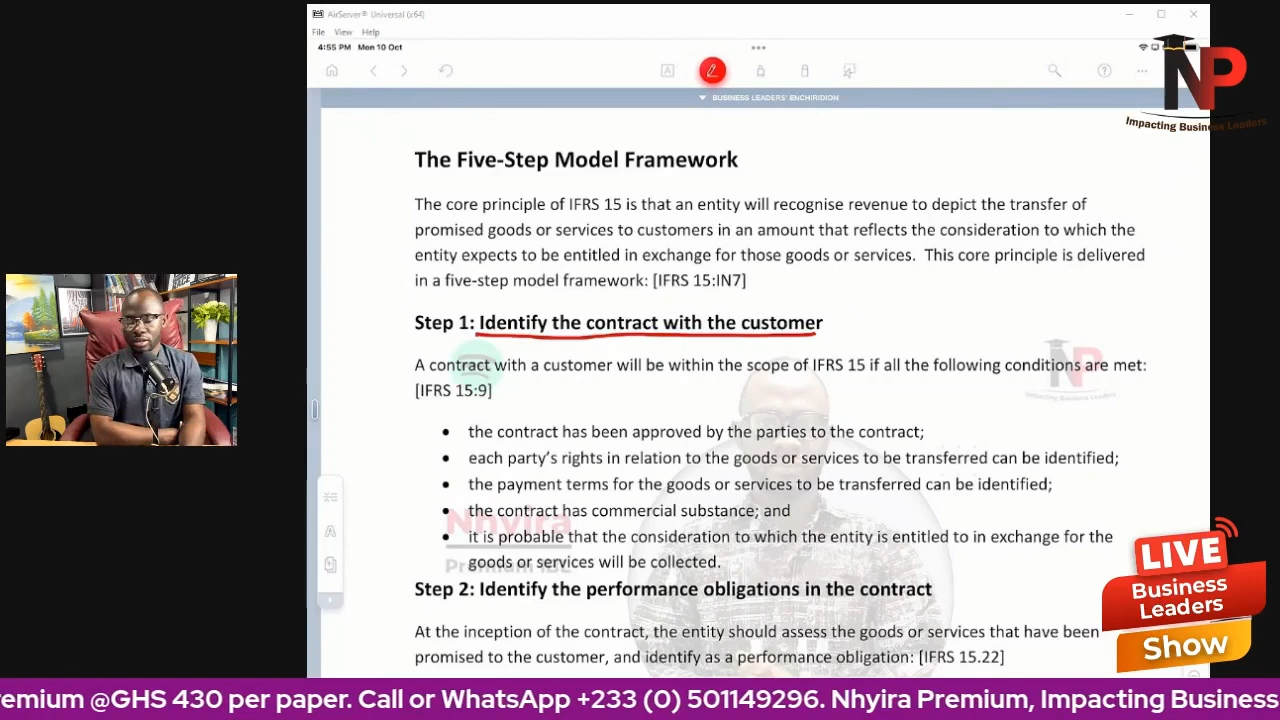 AirServer® Universal (x64)
File View Help
4:55 PM Mon 10 Oct
BUSINESS LEADERS' ENCHIRIDION
NP
Impacting Business Leaders
The Five-Step Model Framework
The core principle of IFRS 15 is that an entity will recognise revenue to depict the transfer of
promised goods or services to customers in an amount that reflects the consideration to which the
entity expects to be entitled in exchange for those goods or services. This core principle is delivered
in a five-step model framework: [IFRS 15:IN7]
Step 1: Identify the contract with the customer
A contract with a customer will be within the scope of IFRS 15 if all the following conditions are met:
[IFRS 15:9]
NP
Impacting Business Leaders
• the contract has been approved by the parties to the contract;
• each party's rights in relation to the goods or services to be transferred can be identified;
• the payment terms for the goods or services to be transferred can be identified;
• the contract has commercial substance; and
Nhyira
• it is probable that the consideration to which the entity is entitled to in exchange for the
goods or services will be collected.
Step 2: Identify the performance obligations in the contract
At the inception of the contract, the entity should assess the goods or services that have been
promised to the customer, and identify as a performance obligation: [IFRS 15.22]
LIVE
Business
Leaders
Show
remium @GHS 430 per paper. Call or WhatsApp +233 (0) 501149296. Nhyira Premium, Impacting Business